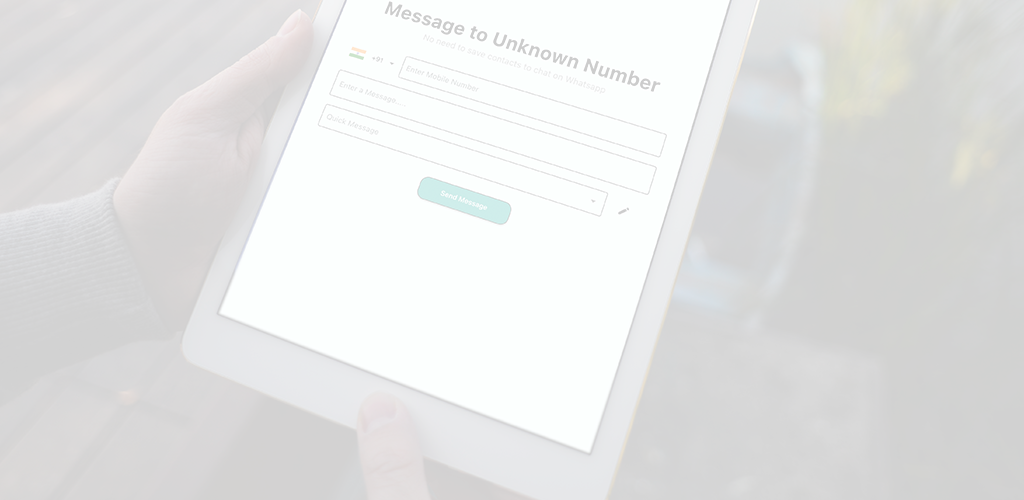 Message to Unknown Number
No need to save contacts to chat on Whatsapp
+91
Enter Mobile Number
Enter a Message....
Quick Message
Send Message